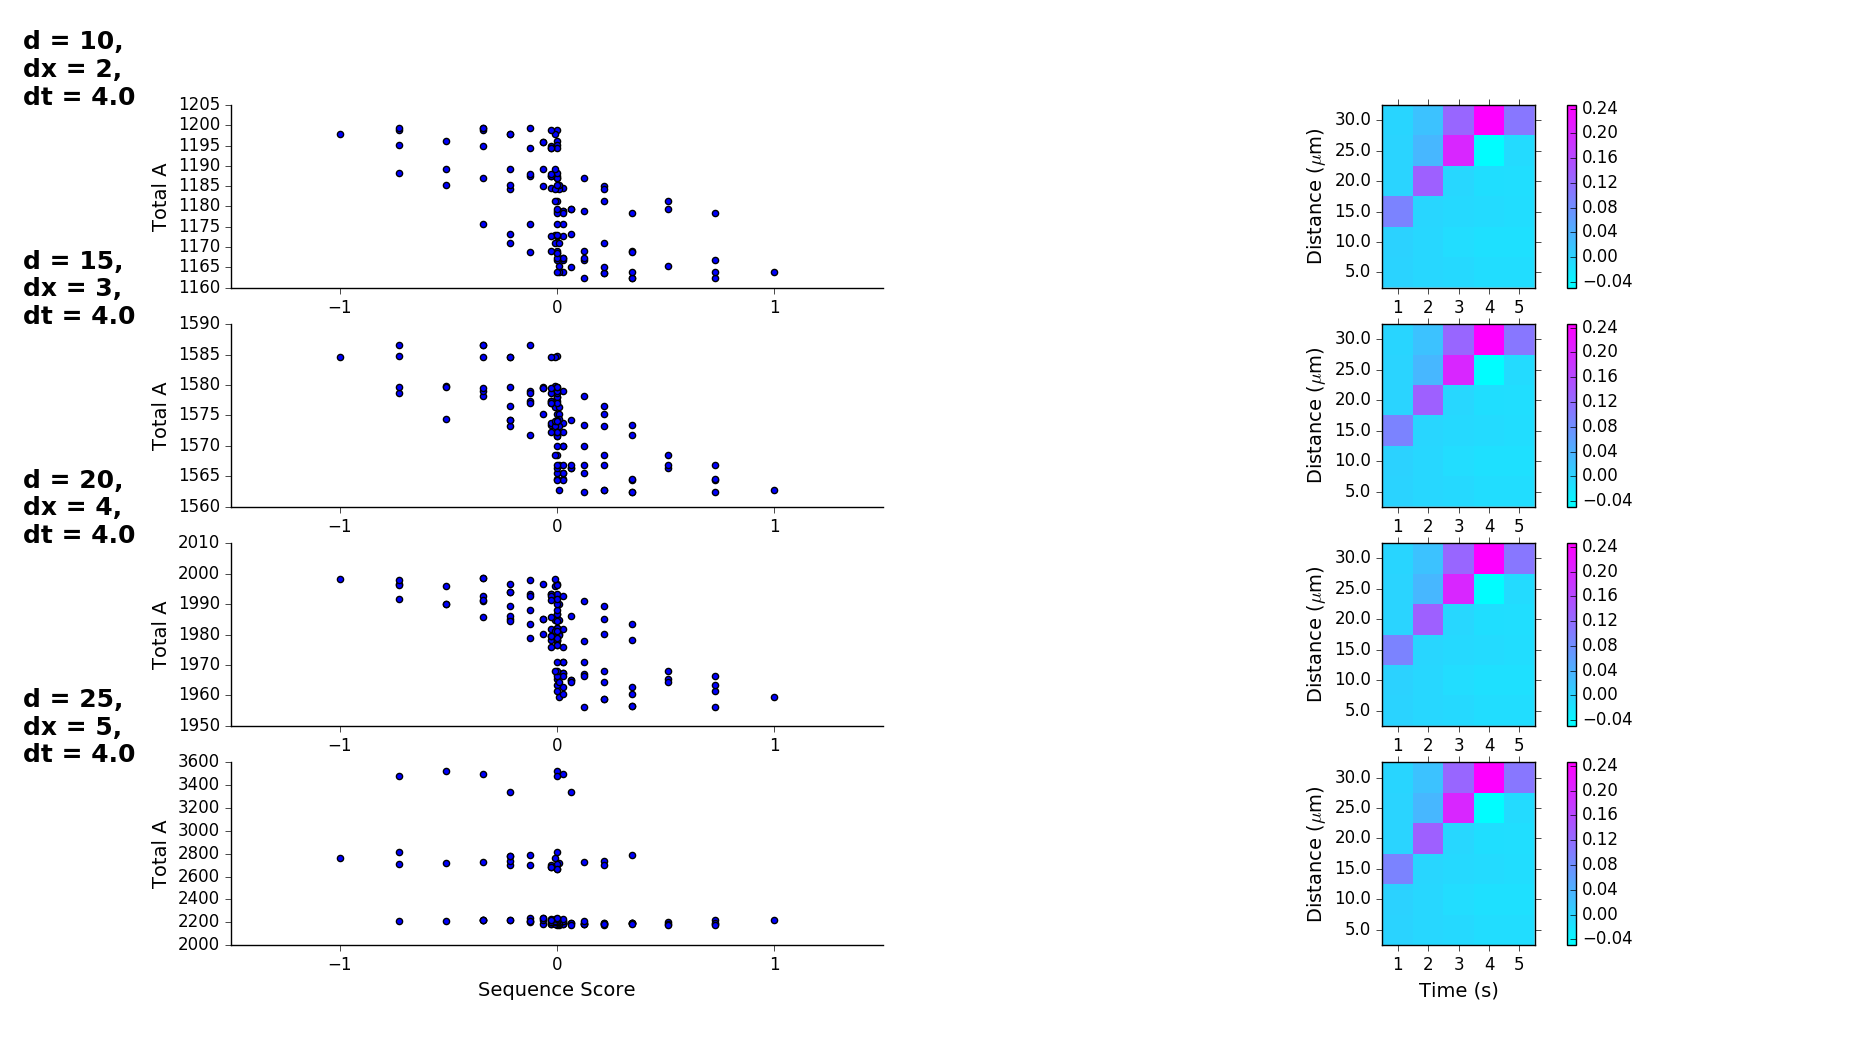 d = 10,
dx = 2,
dt = 4.0
Total A
1205
1200
1195
1190
1185
1180
1175
1170
1165
1160
−1 0 1
Distance (μm)
30.0
25.0
20.0
15.0
10.0
5.0
1 2 3 4 5
0.24
0.20
0.16
0.12
0.08
0.04
0.00
−0.04
d = 15,
dx = 3,
dt = 4.0
Total A
1590
1585
1580
1575
1570
1565
1560
−1 0 1
Distance (μm)
30.0
25.0
20.0
15.0
10.0
5.0
1 2 3 4 5
0.24
0.20
0.16
0.12
0.08
0.04
0.00
−0.04
d = 20,
dx = 4,
dt = 4.0
Total A
2010
2000
1990
1980
1970
1960
1950
−1 0 1
Distance (μm)
30.0
25.0
20.0
15.0
10.0
5.0
1 2 3 4 5
0.24
0.20
0.16
0.12
0.08
0.04
0.00
−0.04
d = 25,
dx = 5,
dt = 4.0
Total A
3600
3400
3200
3000
2800
2600
2400
2200
2000
−1 0 1
Sequence Score
Distance (μm)
30.0
25.0
20.0
15.0
10.0
5.0
1 2 3 4 5
Time (s)
0.24
0.20
0.16
0.12
0.08
0.04
0.00
−0.04